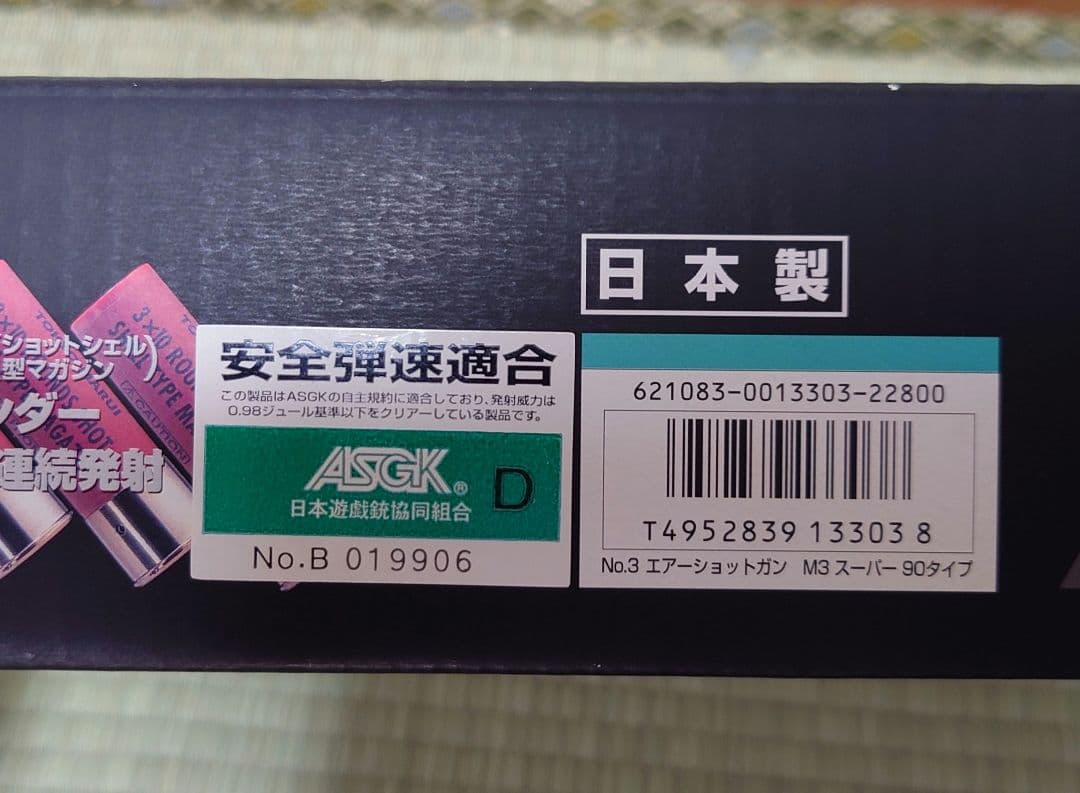 日本製
(ショットシェル
型マガジン)
ンダー
連続発射
3×10 ROU
安全弾速適合
この製品はASGKの自主規約に適合しており、発射威力は
0.98ジュール基準以下をクリアーしている製品です。
ASGK®
日本遊戯銃協同組合
D
No.B 019906
621083-0013303-22800
T4952839 13303 8
No.3 エアーショットガン M3 スーパー 90タイプ